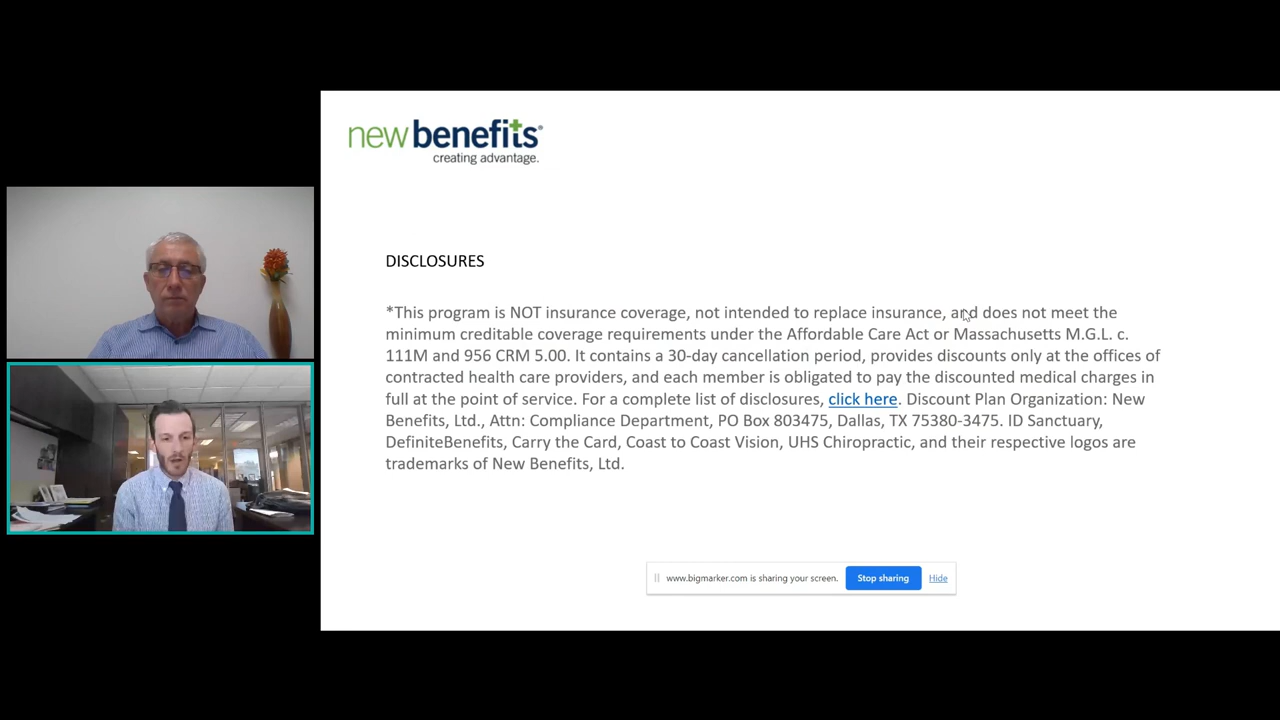 newbenefits®
creating advantage.
DISCLOSURES
*This program is NOT insurance coverage, not intended to replace insurance, and does not meet the
minimum creditable coverage requirements under the Affordable Care Act or Massachusetts M.G.L. c.
111M and 956 CRM 5.00. It contains a 30-day cancellation period, provides discounts only at the offices of
contracted health care providers, and each member is obligated to pay the discounted medical charges in
full at the point of service. For a complete list of disclosures, click here. Discount Plan Organization: New
Benefits, Ltd., Attn: Compliance Department, PO Box 803475, Dallas, TX 75380-3475. ID Sanctuary,
DefiniteBenefits, Carry the Card, Coast to Coast Vision, UHS Chiropractic, and their respective logos are
trademarks of New Benefits, Ltd.
www.bigmarker.com is sharing your screen. Stop sharing Hide